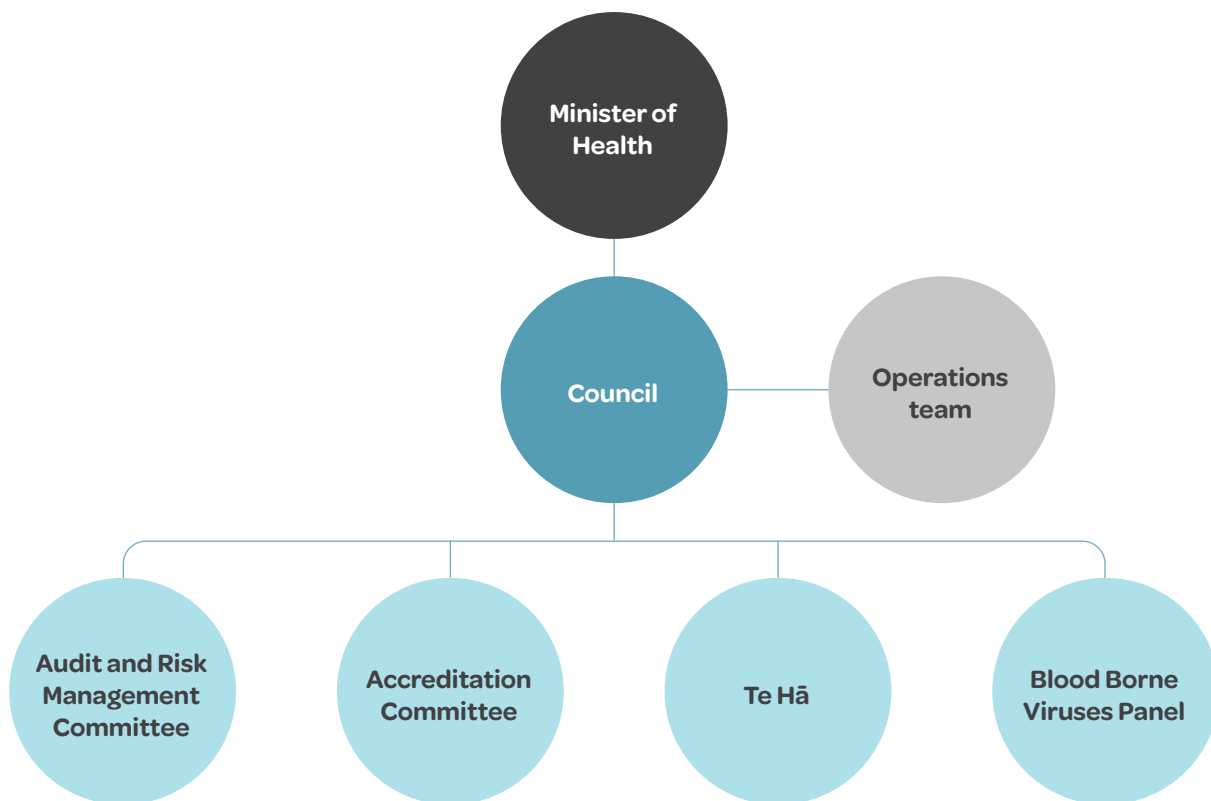 Minister of
Health
Council
Operations
team
Audit and Risk
Management
Committee
Accreditation
Committee
Te Hā
Blood Borne
Viruses Panel